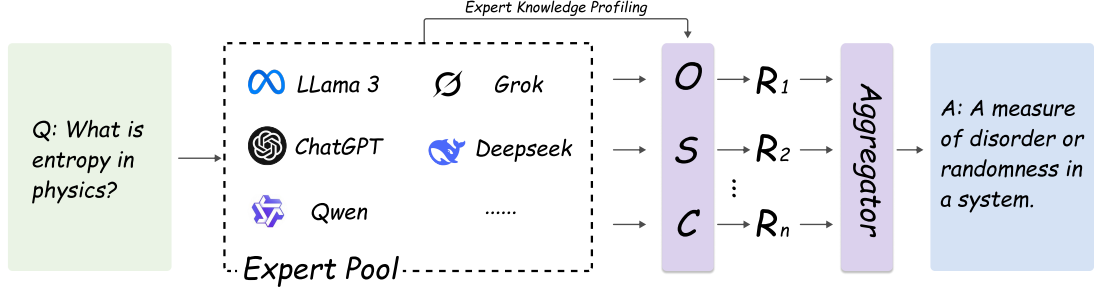 Expert Knowledge Profiling
Q: What is
entropy in
physics?
LLama 3
Grok
ChatGPT
Deepseek
Qwen
......
Expert Pool
O
S
C
R1
R2
⋮
Rn
Aggregator
A: A measure
of disorder or
randomness in
a system.